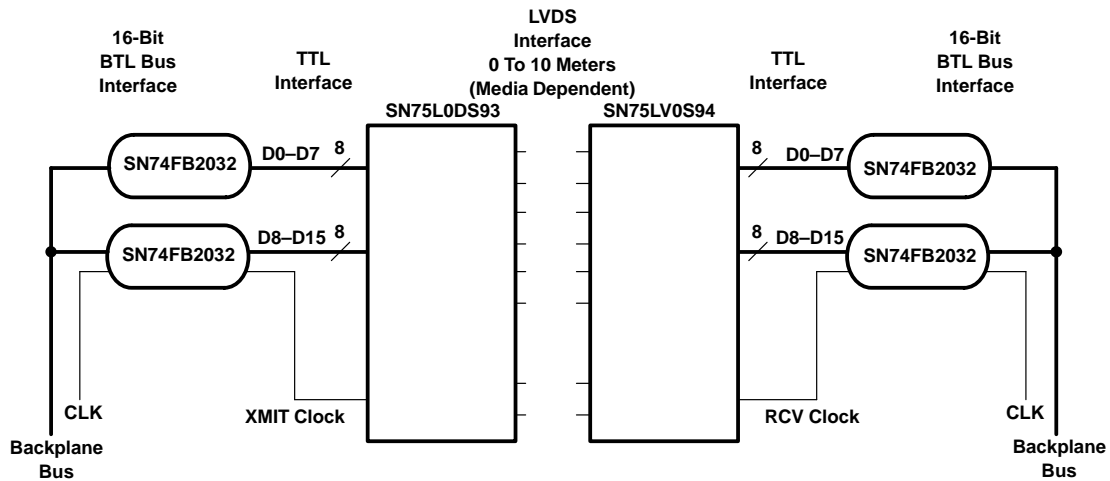 LVDS
Interface
0 To 10 Meters
(Media Dependent)
16-Bit
BTL Bus
Interface
TTL
Interface
TTL
Interface
16-Bit
BTL Bus
Interface
SN75L0DS93
SN75LV0S94
SN74FB2032
D0–D7
8
8
D0–D7
SN74FB2032
SN74FB2032
D8–D15
8
8
D8–D15
SN74FB2032
CLK
XMIT Clock
RCV Clock
CLK
Backplane
Bus
Backplane
Bus